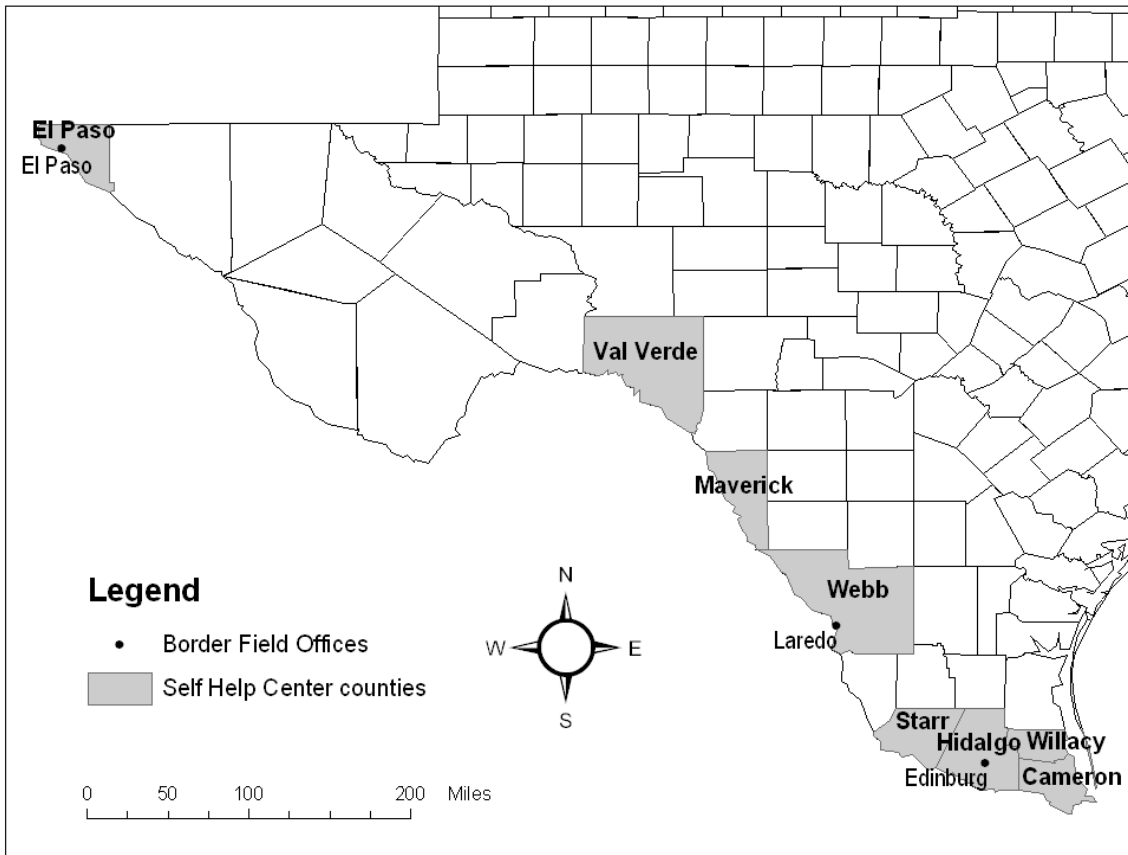 El Paso
El Paso
Val Verde
Maverick
Webb
Laredo
Starr
Hidalgo
Willacy
Edinburg
Cameron
Legend
Border Field Offices
Self Help Center counties
N
W
E
S
0 50 100 200 Miles